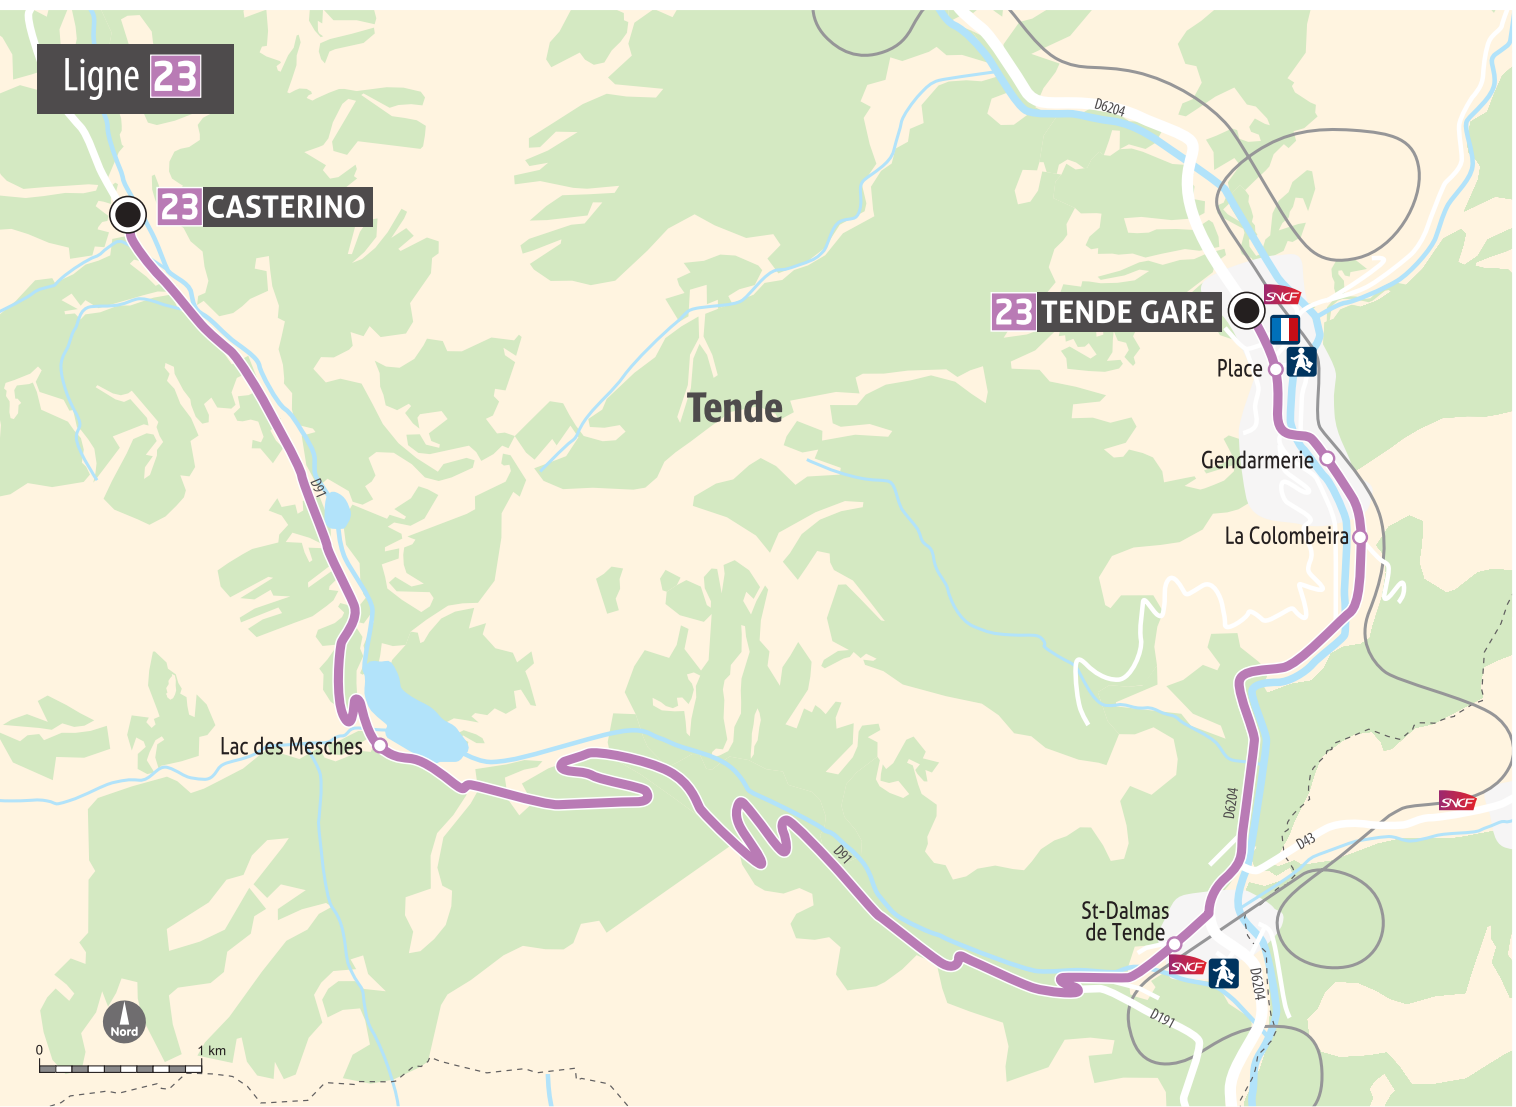 Ligne 23
D6204
23 CASTERINO
SNCF
23 TENDE GARE
Place
Tende
Gendarmerie
D91
La Colombeira
Lac des Mesches
D6204
SNCF
D43
D91
St-Dalmas
de Tende
SNCF
D6204
D191
Nord
0 1 km